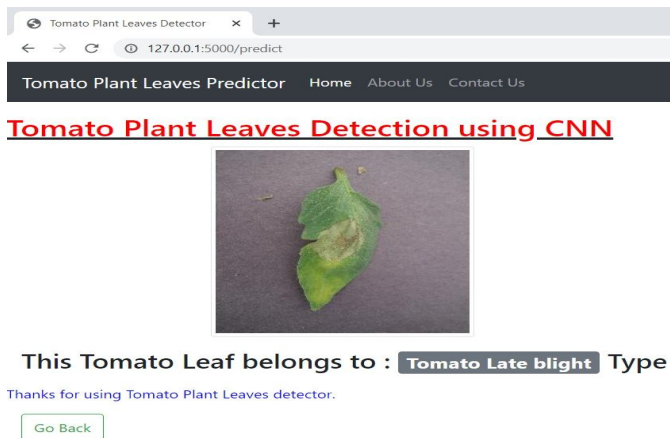 Tomato Plant Leaves Detector × +
127.0.0.1:5000/predict
Tomato Plant Leaves Predictor Home About Us Contact Us
Tomato Plant Leaves Detection using CNN
This Tomato Leaf belongs to : Tomato Late blight Type
Thanks for using Tomato Plant Leaves detector.
Go Back